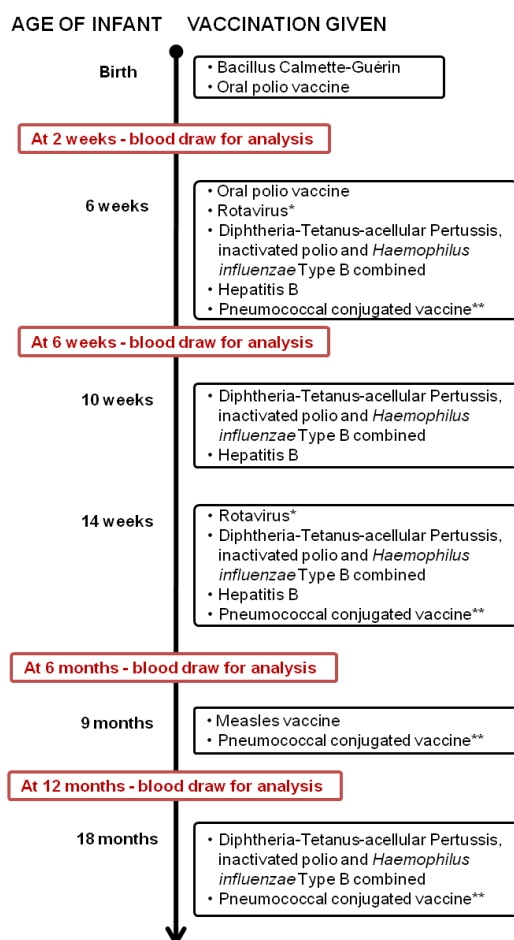 AGE OF INFANT VACCINATION GIVEN
Birth
• Bacillus Calmette-Guérin
• Oral polio vaccine
At 2 weeks - blood draw for analysis
6 weeks
• Oral polio vaccine
• Rotavirus*
• Diphtheria-Tetanus-acellular Pertussis,
inactivated polio and Haemophilus
influenzae Type B combined
• Hepatitis B
• Pneumococcal conjugated vaccine**
At 6 weeks - blood draw for analysis
10 weeks
• Diphtheria-Tetanus-acellular Pertussis,
inactivated polio and Haemophilus
influenzae Type B combined
• Hepatitis B
14 weeks
• Rotavirus*
• Diphtheria-Tetanus-acellular Pertussis,
inactivated polio and Haemophilus
influenzae Type B combined
• Hepatitis B
• Pneumococcal conjugated vaccine**
At 6 months - blood draw for analysis
9 months
• Measles vaccine
• Pneumococcal conjugated vaccine**
At 12 months - blood draw for analysis
18 months
• Diphtheria-Tetanus-acellular Pertussis,
inactivated polio and Haemophilus
influenzae Type B combined
• Pneumococcal conjugated vaccine**